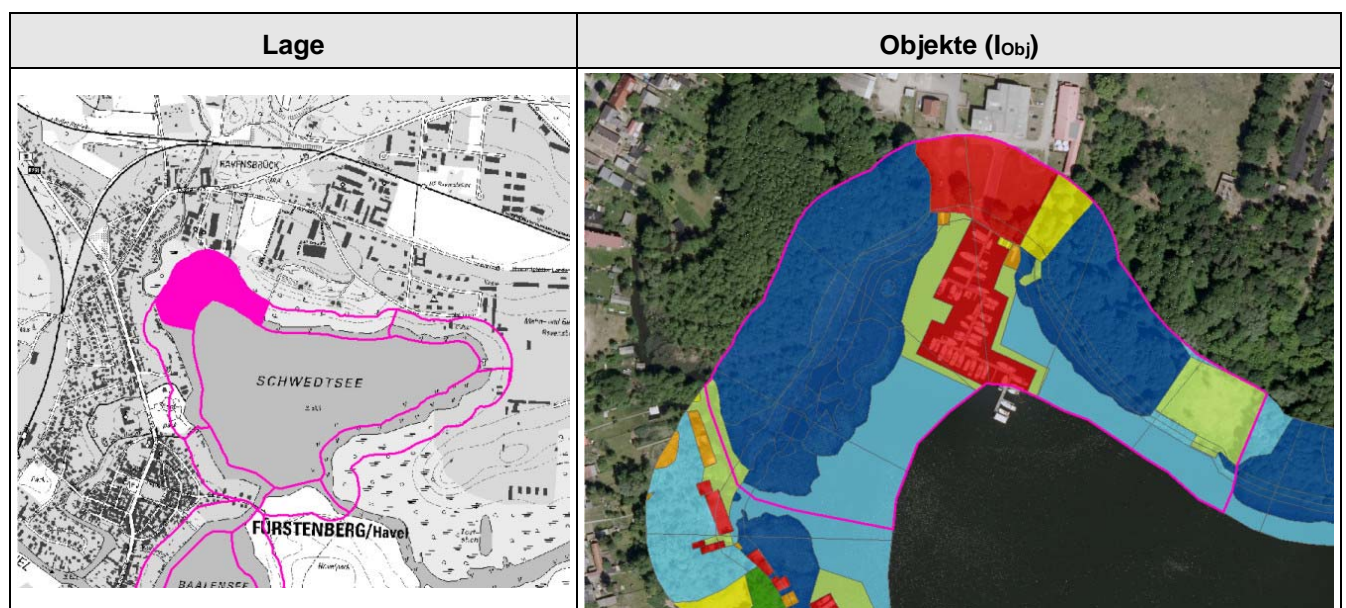 Lage
Objekte (IObj)
RAVENSBRÜCK
SCHWEDTSEE
FÜRSTENBERG/Havel
BAALENSEE